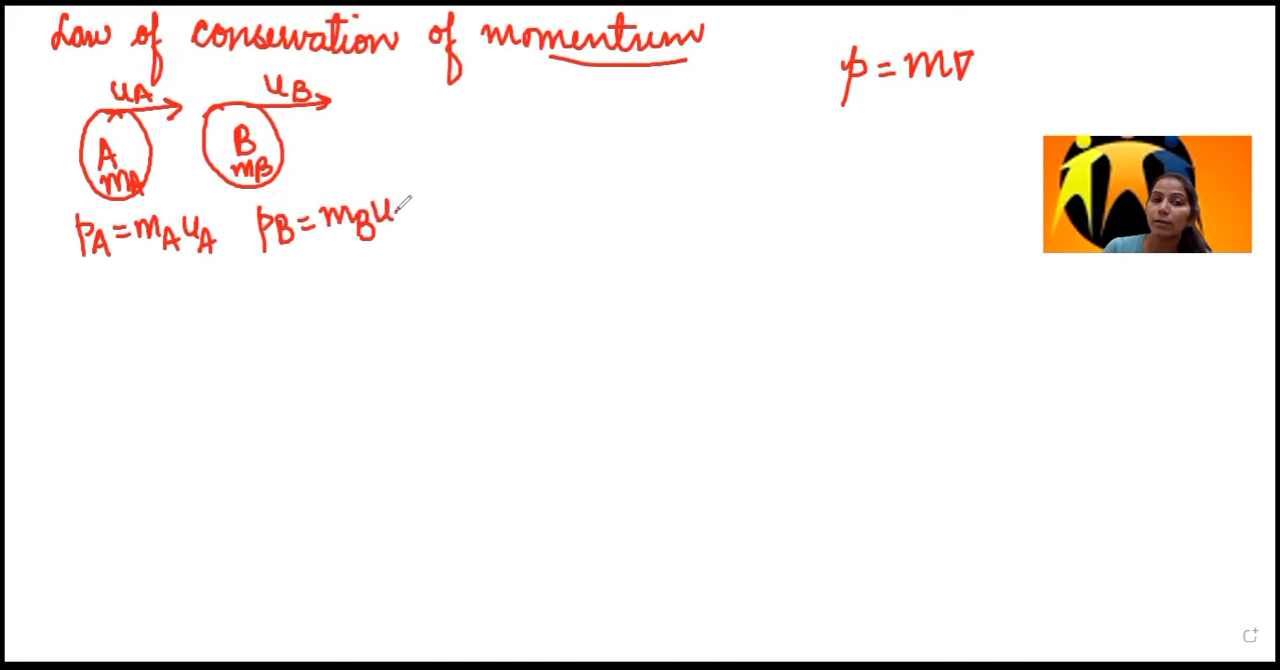 Law of conservation of momentum
p = mv
uA uB
A B
mA mB
pA = mAuA pB = mBu